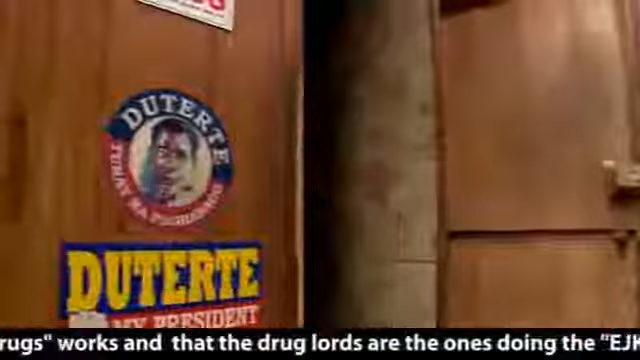 DUTERTE
TUNAY NA PAGBABAGO
DUTERTE
MY PRESIDENT
rugs" works and that the drug lords are the ones doing the "EJK